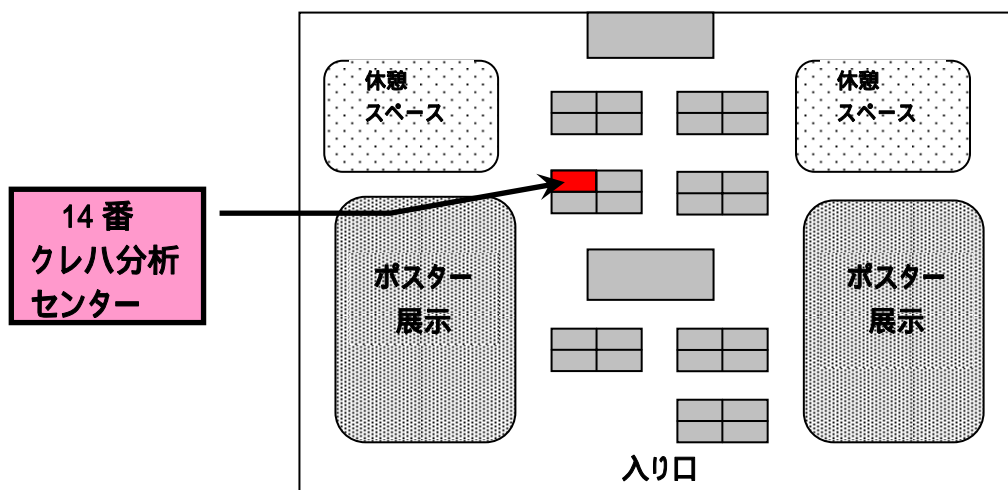 休憩
スペース
休憩
スペース
14 番
クレハ分析
センター
ポスター
展示
ポスター
展示
入り口